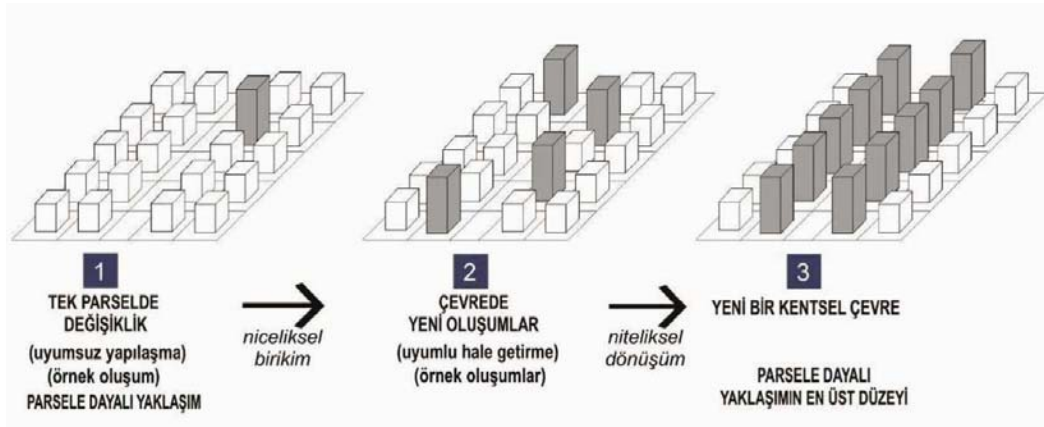 1
TEK PARSELDE
DEĞİŞİKLİK
(uyumsuz yapılaşma)
(örnek oluşum)
PARSELE DAYALI YAKLAŞIM
niceliksel
birikim
2
ÇEVREDE
YENİ OLUŞUMLAR
(uyumlu hale getirme)
(örnek oluşumlar)
niteliksel
dönüşüm
3
YENİ BİR KENTSEL ÇEVRE
PARSELE DAYALI
YAKLAŞIMIN EN ÜST DÜZEYİ